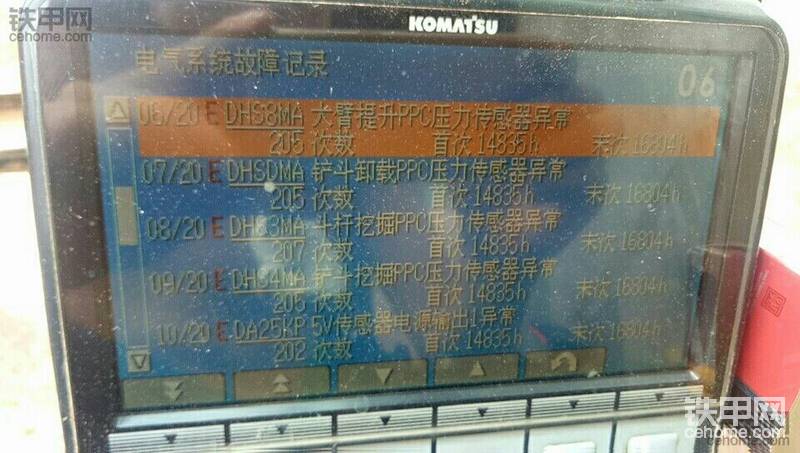 铁甲网
cehome.com
KOMATSU
电气系统故障记录
06
06/20 E DHS8MA 大臂提升PPC压力传感器异常
205 次数 首次 14835h 末次 16804h
07/20 E DHSDMA 铲斗卸载PPC压力传感器异常
205 次数 首次 14835h 末次 16804h
08/20 E DHS3MA 斗杆挖掘PPC压力传感器异常
207 次数 首次 14835h 末次 16804h
09/20 E DHS4MA 铲斗挖掘PPC压力传感器异常
205 次数 首次 14835h 末次 16804h
10/20 E DA25KP 5V传感器电源输出1异常
202 次数 首次 14835h 末次 16804h
铁甲网
cehome.com